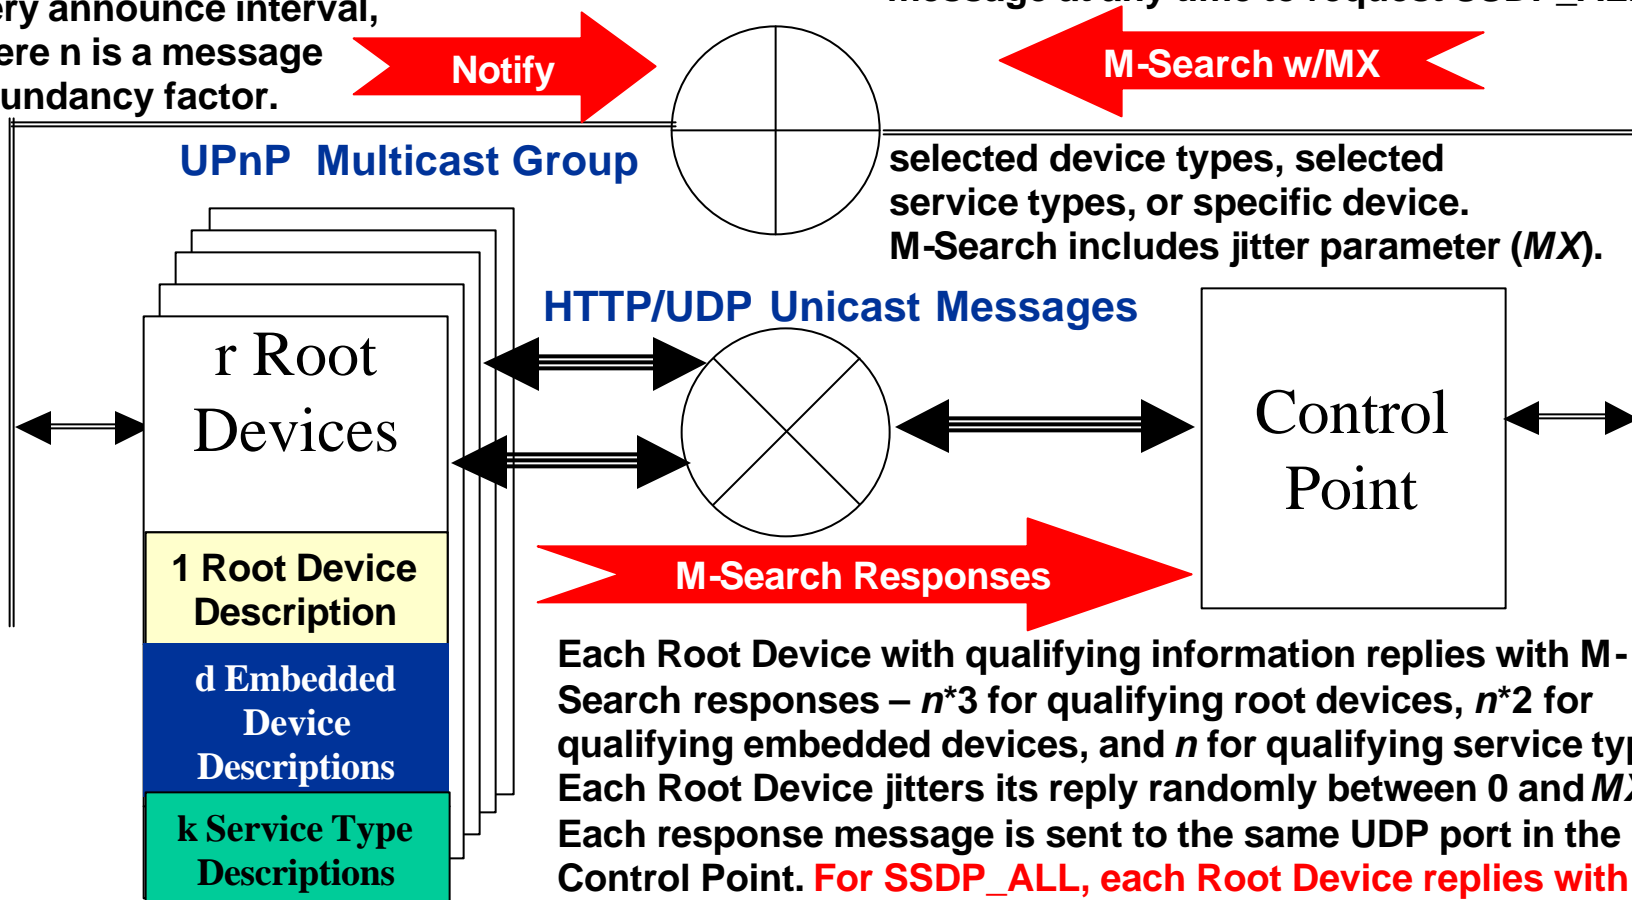 ery announce interval,
ere n is a message
undancy factor.
Notify
M-Search w/MX
UPnP Multicast Group
selected device types, selected
service types, or specific device.
M-Search includes jitter parameter (MX).
HTTP/UDP Unicast Messages
r Root
Devices
Control
Point
1 Root Device
Description
d Embedded
Device
Descriptions
k Service Type
Descriptions
M-Search Responses
Each Root Device with qualifying information replies with M-
Search responses – n*3 for qualifying root devices, n*2 for
qualifying embedded devices, and n for qualifying service typ
Each Root Device jitters its reply randomly between 0 and MX
Each response message is sent to the same UDP port in the
Control Point. For SSDP_ALL, each Root Device replies with